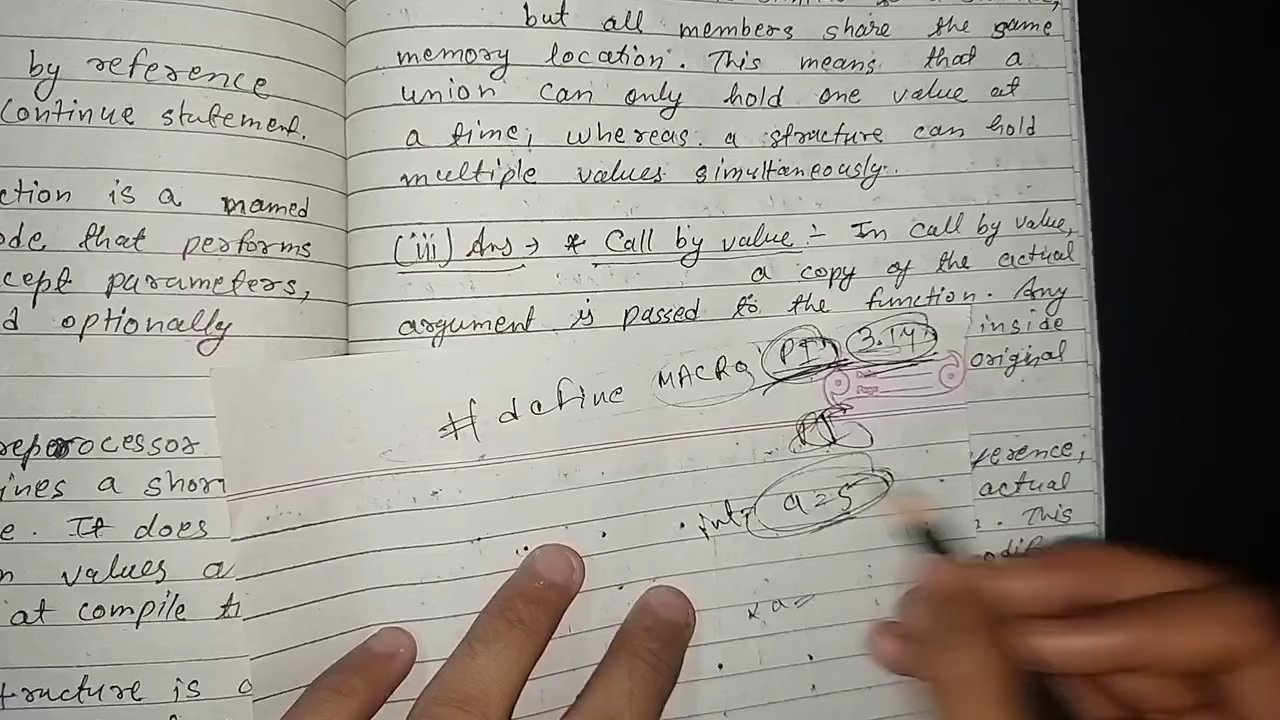 by reference
continue statement.
ction is a named
ode that performs
cept parameters,
d optionally
reprocessor
ines a shor
e. It does
n values a
at compile ti
tructure is a
but all members share the same
memory location. This means that a
union can only hold one value at
a time, whereas a structure can hold
multiple values simultaneously.
(iii) Ans → * Call by value :- In call by value,
a copy of the actual
argument is passed to the function. Any
inside
original
ference,
actual
. This
odif
# define MACRO PI 3.14
PI
int a=5